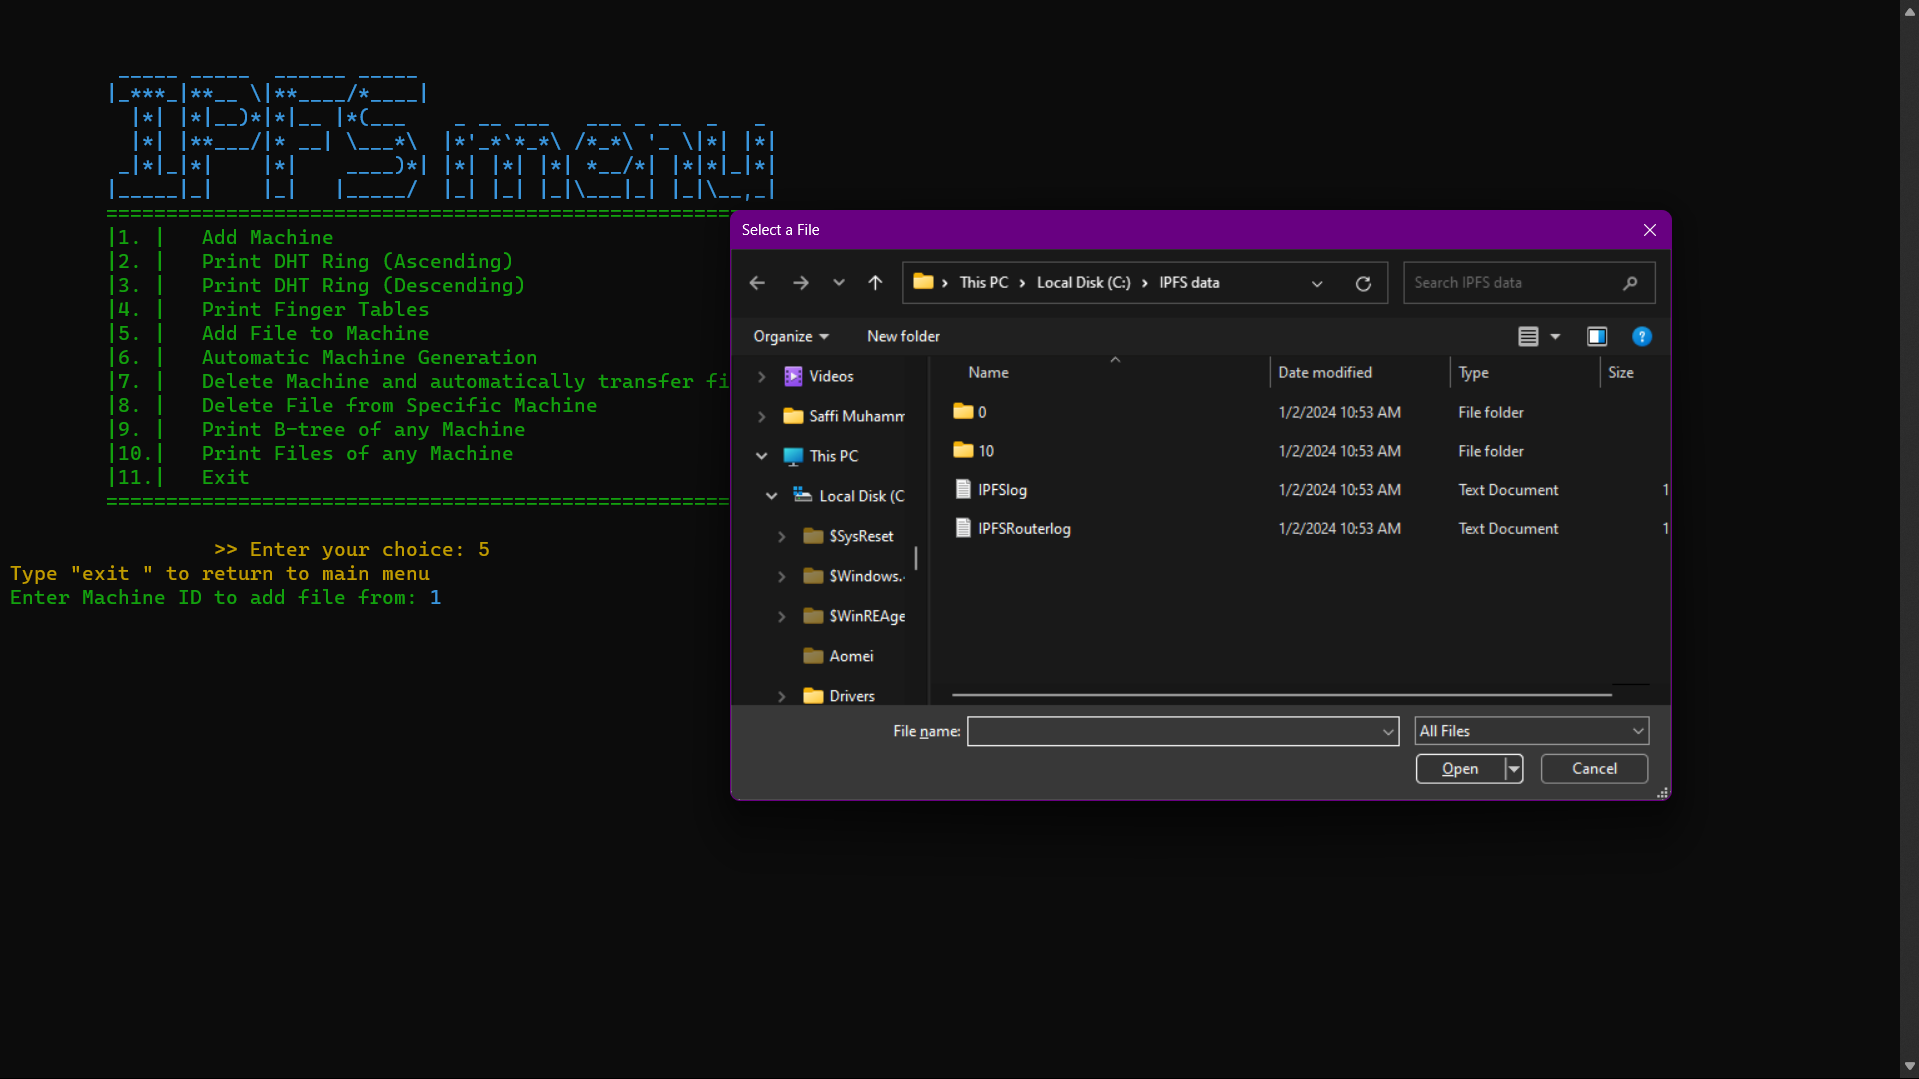 _____ _____   ______ _____
|_***_|**__ \|**____/*____|
  |*| |*|__)*|*|__ |*(___    _ __ ___   ___ _ __  _   _
  |*| |**___/|* __| \___*\  |*'_*`*_*\ /*_*\ '_ \|*| |*|
 _|*|_|*|    |*|    ____)*| |*| |*| |*| *__/*| |*|*|_|*|
|_____|_|    |_|   |_____/  |_| |_| |_|\___|_| |_|\__,_|
|1. | Add Machine
|2. | Print DHT Ring (Ascending)
|3. | Print DHT Ring (Descending)
|4. | Print Finger Tables
|5. | Add File to Machine
|6. | Automatic Machine Generation
|7. | Delete Machine and automatically transfer fi
|8. | Delete File from Specific Machine
|9. | Print B-tree of any Machine
|10.| Print Files of any Machine
|11.| Exit
>> Enter your choice: 5
Type "exit " to return to main menu
Enter Machine ID to add file from: 1
Select a File
This PC › Local Disk (C:) › IPFS data
Search IPFS data
Organize New folder
Videos
Saffi Muhamm
This PC
Local Disk (C
$SysReset
$Windows.
$WinREAge
Aomei
Drivers
Name Date modified Type Size
0 1/2/2024 10:53 AM File folder
10 1/2/2024 10:53 AM File folder
IPFSlog 1/2/2024 10:53 AM Text Document 1
IPFSRouterlog 1/2/2024 10:53 AM Text Document 1
File name: All Files
Open Cancel